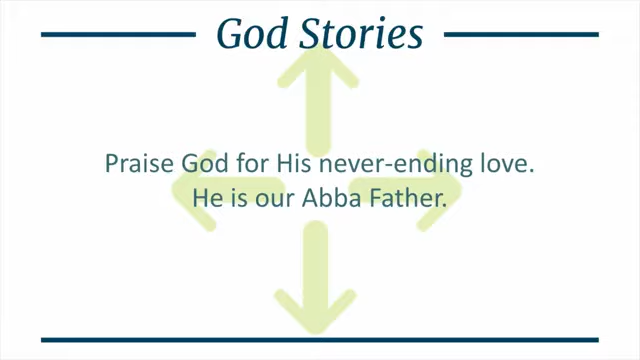 God Stories
Praise God for His never-ending love.
He is our Abba Father.